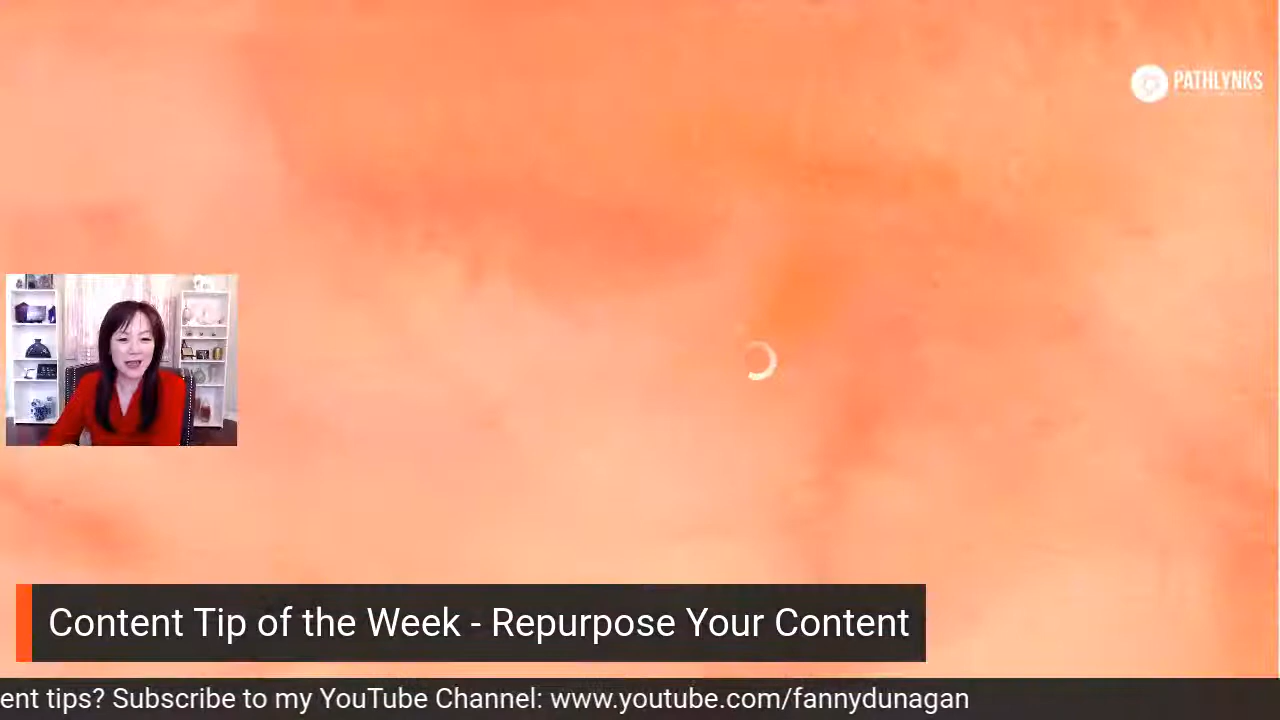 PATHLYNKS
Content Tip of the Week - Repurpose Your Content
ent tips? Subscribe to my YouTube Channel: www.youtube.com/fannydunagan